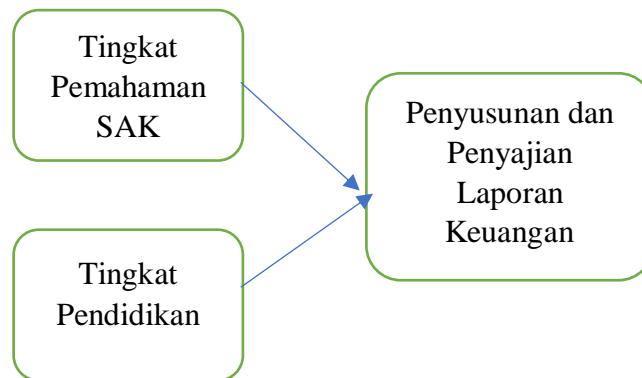 Tingkat
Pemahaman
SAK
Penyusunan dan
Penyajian
Laporan
Keuangan
Tingkat
Pendidikan